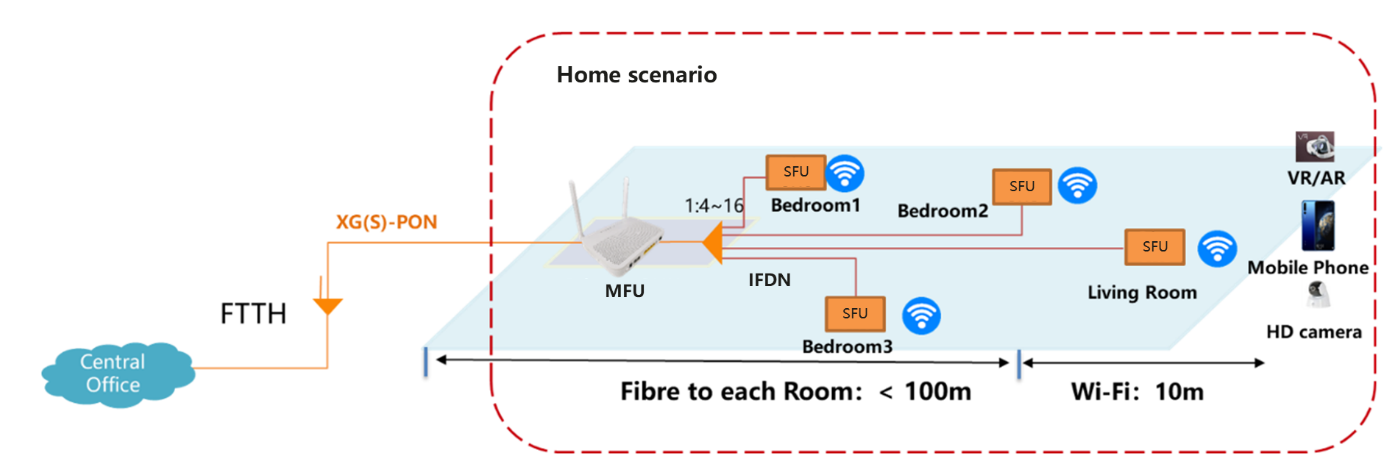 Home scenario
VR/AR
SFU
Bedroom1
SFU
Bedroom2
1:4~16
XG(S)-PON
SFU
Mobile Phone
MFU
IFDN
Living Room
FTTH
SFU
HD camera
Bedroom3
Central
Office
Fibre to each Room: < 100m
Wi-Fi: 10m